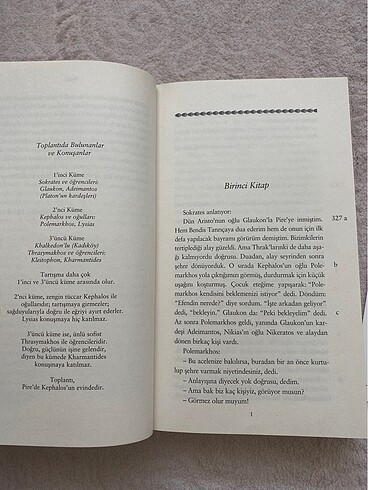 Toplantıda Bulunanlar
ve Konuşanlar
1'inci Küme
Sokrates ve öğrencileri:
Glaukon, Adeimantos
(Platon'un kardeşleri)
2'nci Küme
Kephalos ve oğulları:
Polemarkhos, Lysias
3'üncü Küme
Khalkedon'lu (Kadıköy)
Thrasymakhos ve öğrencileri:
Kleitophon, Kharmantides
Tartışma daha çok
1'inci ve 3'üncü küme arasında olur.
2'nci küme, zengin tüccar Kephalos ile
oğullarıdır; tartışmaya girmezler;
sağduyularıyla doğru ile eğriyi ayırt ederler.
Lysias konuşmaya hiç katılmaz.
3'üncü küme ise, ünlü sofist
Thrasymakhos ile öğrencileridir.
Doğru, güçlünün işine gelendir,
diyen bu kümede Kharmantides
konuşmaya katılmaz.
Toplantı,
Pire'de Kephalos'un evindedir.
Birinci Kitap
Sokrates anlatıyor:
Dün Aristo'nun oğlu Glaukon'la Pire'ye inmiştim. 327 a
Hem Bendis Tanrıçaya dua ederim hem de onun için ilk
defa yapılacak bayramı görürüm demiştim. Bizimkilerin
tertiplediği alay güzeldi. Ama Thrak'larınki de daha aşa-
ğı kalmıyordu doğrusu. Duadan, alay seyrinden sonra
şehre dönüyorduk. O sırada Kephalos'un oğlu Pole- b
markhos yola çıktığımızı görmüş, durdurmak için küçük
uşağını koşturmuş. Çocuk eteğime yapışarak: "Pole-
markhos kendisini beklemenizi istiyor" dedi. Döndüm:
"Efendin nerede?" diye sordum. "İşte arkadan geliyor"
dedi, "bekleyin." Glaukon da: "Peki bekleyelim" dedi. c
Az sonra Polemarkhos geldi, yanında Glaukon'un kar-
deşi Adeimantos, Nikias'ın oğlu Nikeratos ve alaydan
dönen birkaç kişi vardı.
Polemarkhos:
– Bu acelenize bakılırsa, buradan bir an önce kurtu-
lup şehre varmak niyetindesiniz, dedi.
– Anlayışına diyecek yok doğrusu, dedim.
– Ama bak biz kaç kişiyiz, görüyor musun?
– Görmez olur muyum!
1